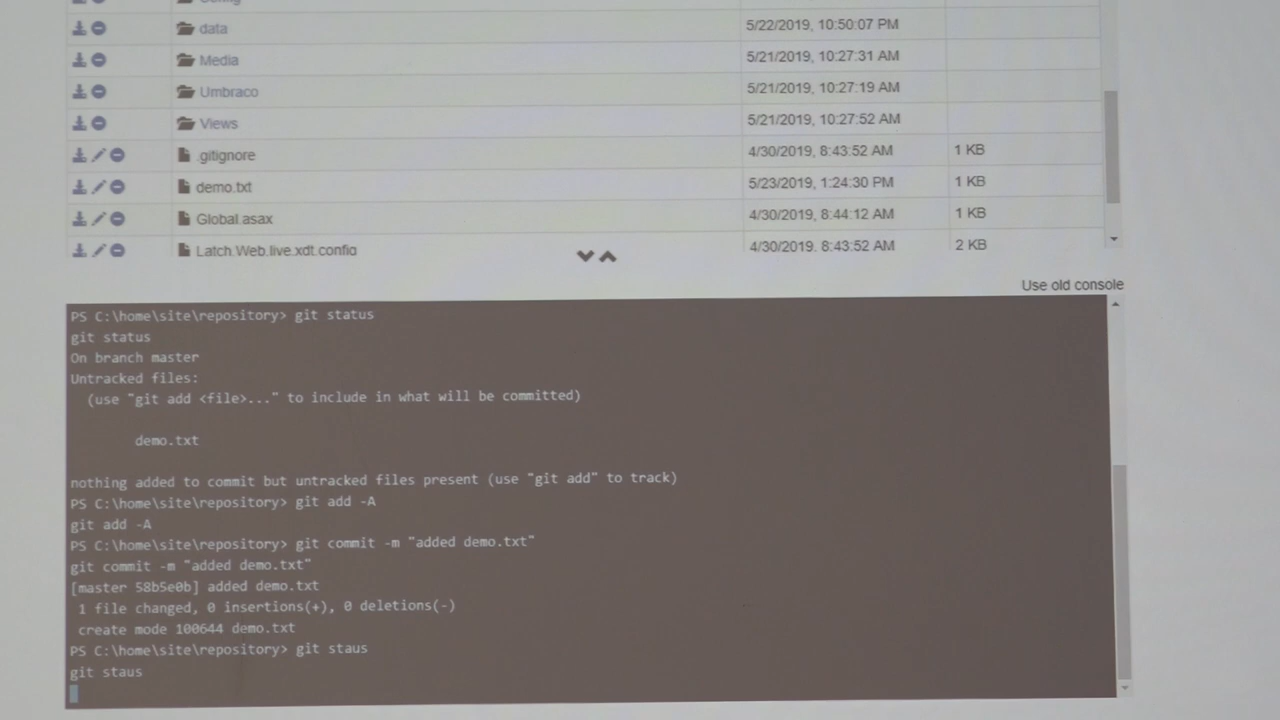 data 5/22/2019, 10:50:07 PM
Media 5/21/2019, 10:27:31 AM
Umbraco 5/21/2019, 10:27:19 AM
Views 5/21/2019, 10:27:52 AM
.gitignore 4/30/2019, 8:43:52 AM 1 KB
demo.txt 5/23/2019, 1:24:30 PM 1 KB
Global.asax 4/30/2019, 8:44:12 AM 1 KB
Latch.Web.live.xdt.config 4/30/2019, 8:43:52 AM 2 KB
Use old console
PS C:\home\site\repository> git status
git status
On branch master
Untracked files:
(use "git add <file>..." to include in what will be committed)
demo.txt
nothing added to commit but untracked files present (use "git add" to track)
PS C:\home\site\repository> git add -A
git add -A
PS C:\home\site\repository> git commit -m "added demo.txt"
git commit -m "added demo.txt"
[master 58b5e0b] added demo.txt
1 file changed, 0 insertions(+), 0 deletions(-)
create mode 100644 demo.txt
PS C:\home\site\repository> git staus
git staus